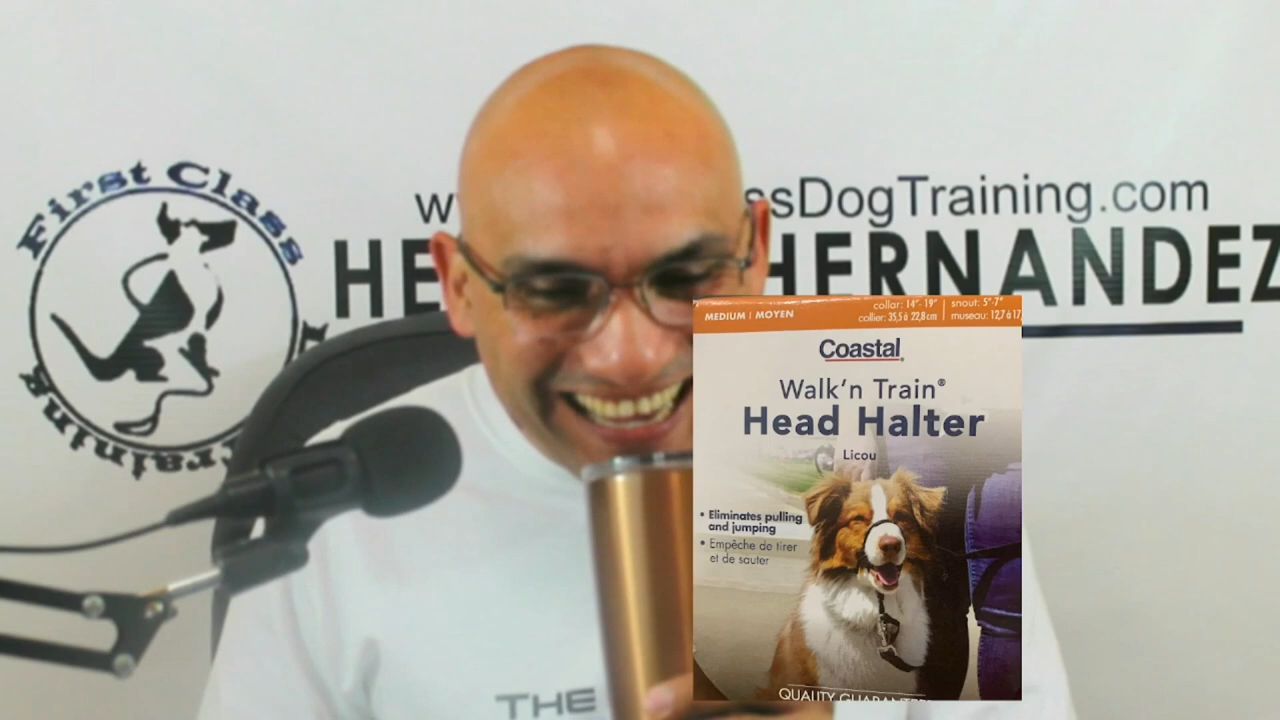 First Class
Training
w
ssDogTraining.com
HE HERNANDEZ
MEDIUM | MOYEN
collar: 14"- 19" | snout: 5"-7"
collier: 35,5 à 22,8 cm | museau: 12,7 à 17
Coastal
Walk'n Train®
Head Halter
Licou
• Eliminates pulling
and jumping
• Empêche de tirer
et de sauter
QUALITY GUARANTEE
THE